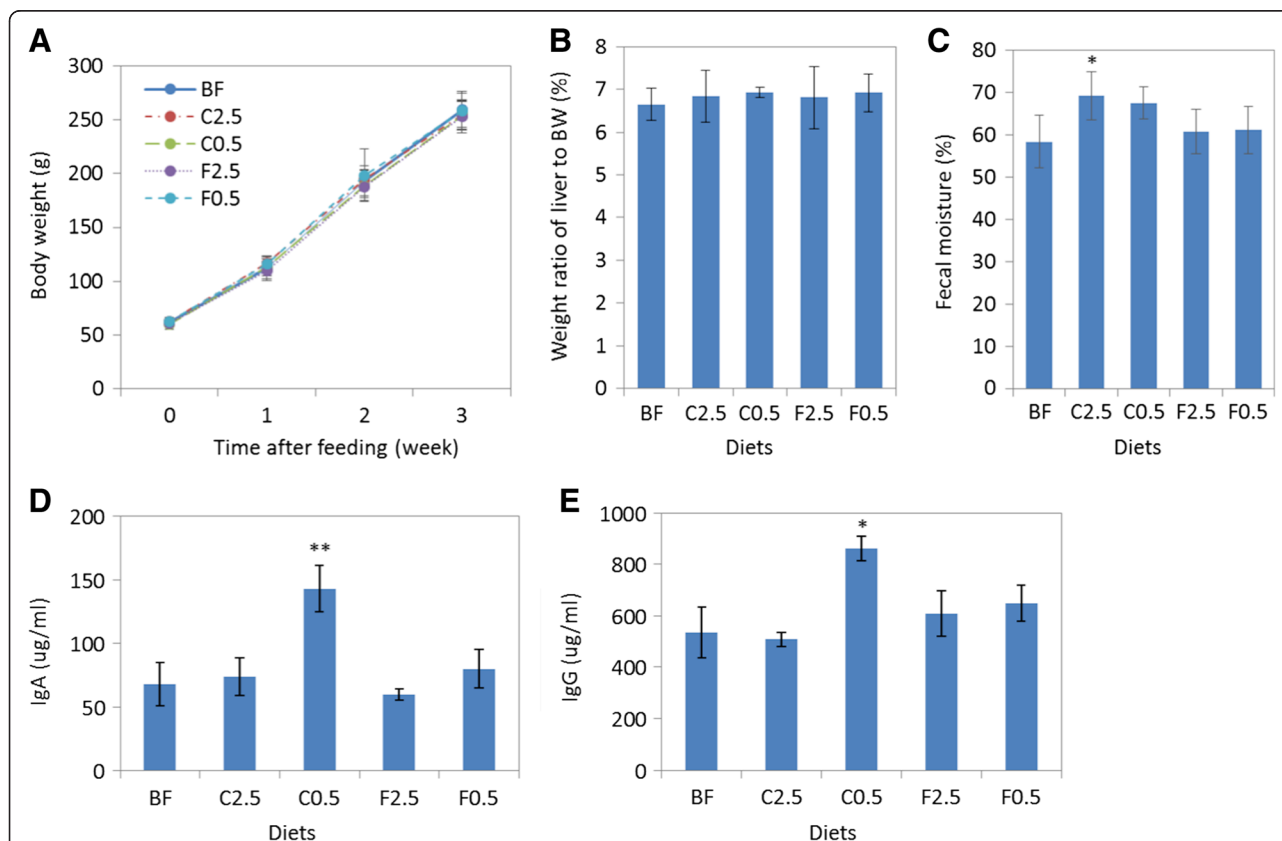 A
Body weight (g)
300
250
200
150
100
50
0
BF
C2.5
C0.5
F2.5
F0.5
0 1 2 3
Time after feeding (week)
B
Weight ratio of liver to BW (%)
8
7
6
5
4
3
2
1
0
BF C2.5 C0.5 F2.5 F0.5
Diets
C
Fecal moisture (%)
80
70
60
50
40
30
20
10
0
*
BF C2.5 C0.5 F2.5 F0.5
Diets
D
IgA (ug/ml)
200
150
100
50
0
**
BF C2.5 C0.5 F2.5 F0.5
Diets
E
IgG (ug/ml)
1000
800
600
400
200
0
*
BF C2.5 C0.5 F2.5 F0.5
Diets